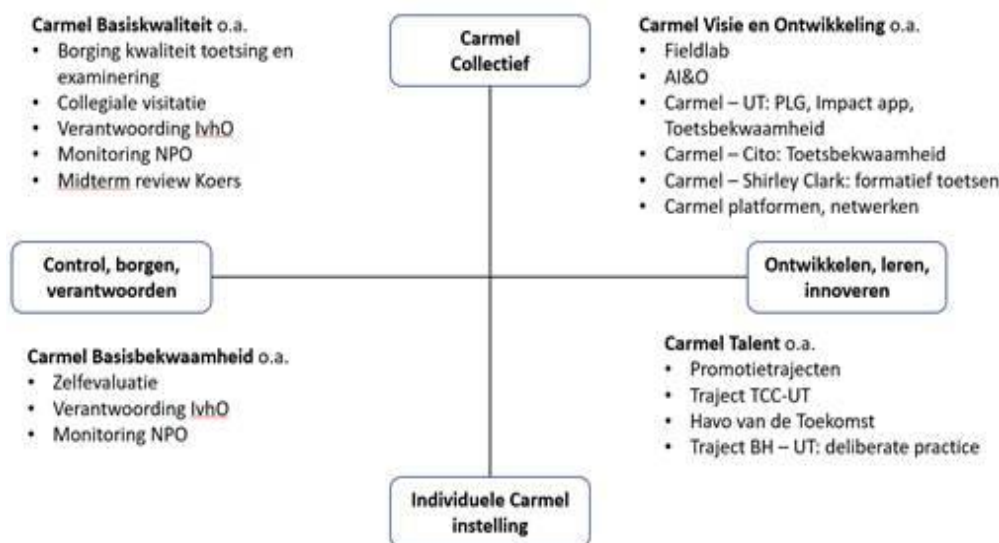 Carmel Basiskwaliteit o.a.
• Borging kwaliteit toetsing en
examinering
• Collegiale visitatie
• Verantwoording IvhO
• Monitoring NPO
• Midterm review Koers
Carmel
Collectief
Carmel Visie en Ontwikkeling o.a.
• Fieldlab
• AI&O
• Carmel – UT: PLG, Impact app,
Toetsbekwaamheid
• Carmel – Cito: Toetsbekwaamheid
• Carmel – Shirley Clark: formatief toetsen
• Carmel platformen, netwerken
Control, borgen,
verantwoorden
Ontwikkelen, leren,
innoveren
Carmel Basisbekwaamheid o.a.
• Zelfevaluatie
• Verantwoording IvhO
• Monitoring NPO
Carmel Talent o.a.
• Promotietrajecten
• Traject TCC-UT
• Havo van de Toekomst
• Traject BH – UT: deliberate practice
Individuele Carmel
instelling